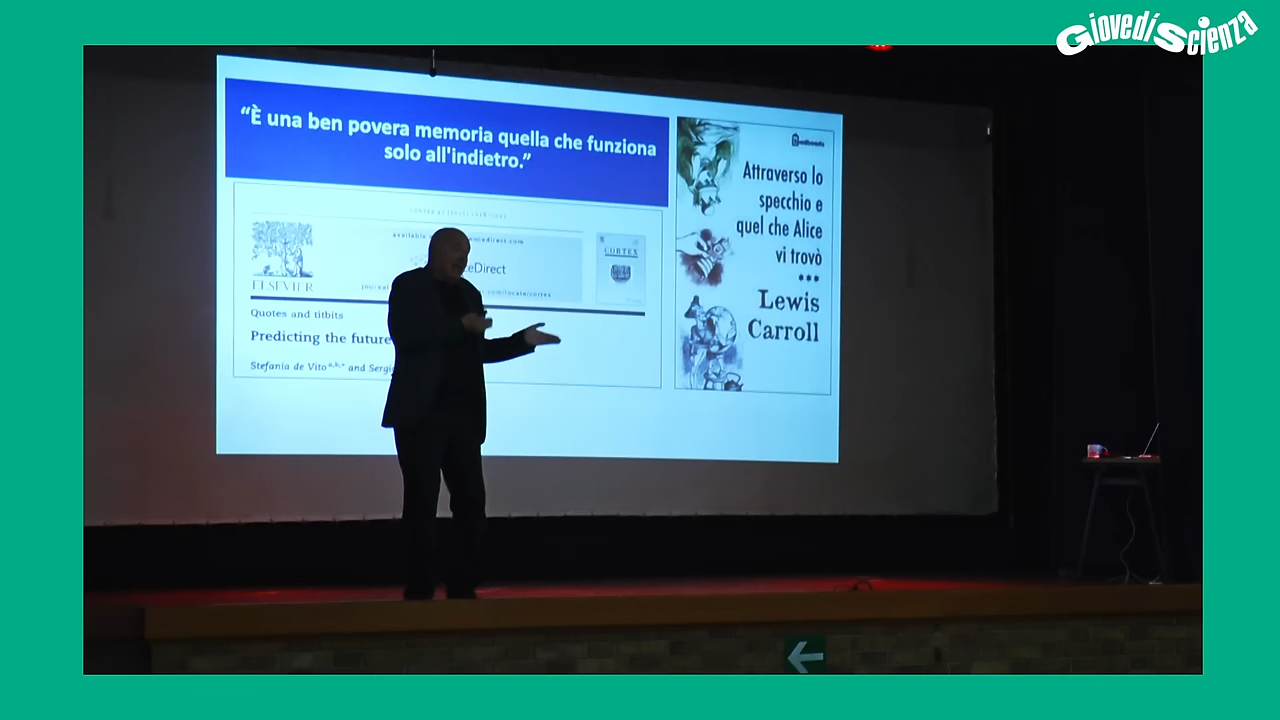 GiovedìScienza
“È una ben povera memoria quella che funziona
solo all'indietro.”
Attraverso lo
specchio e
quel che Alice
vi trovò
***
Lewis
Carroll
ELSEVIER
CORTEX
Quotes and titbits
Predicting the future
Stefania de Vito a,b,* and